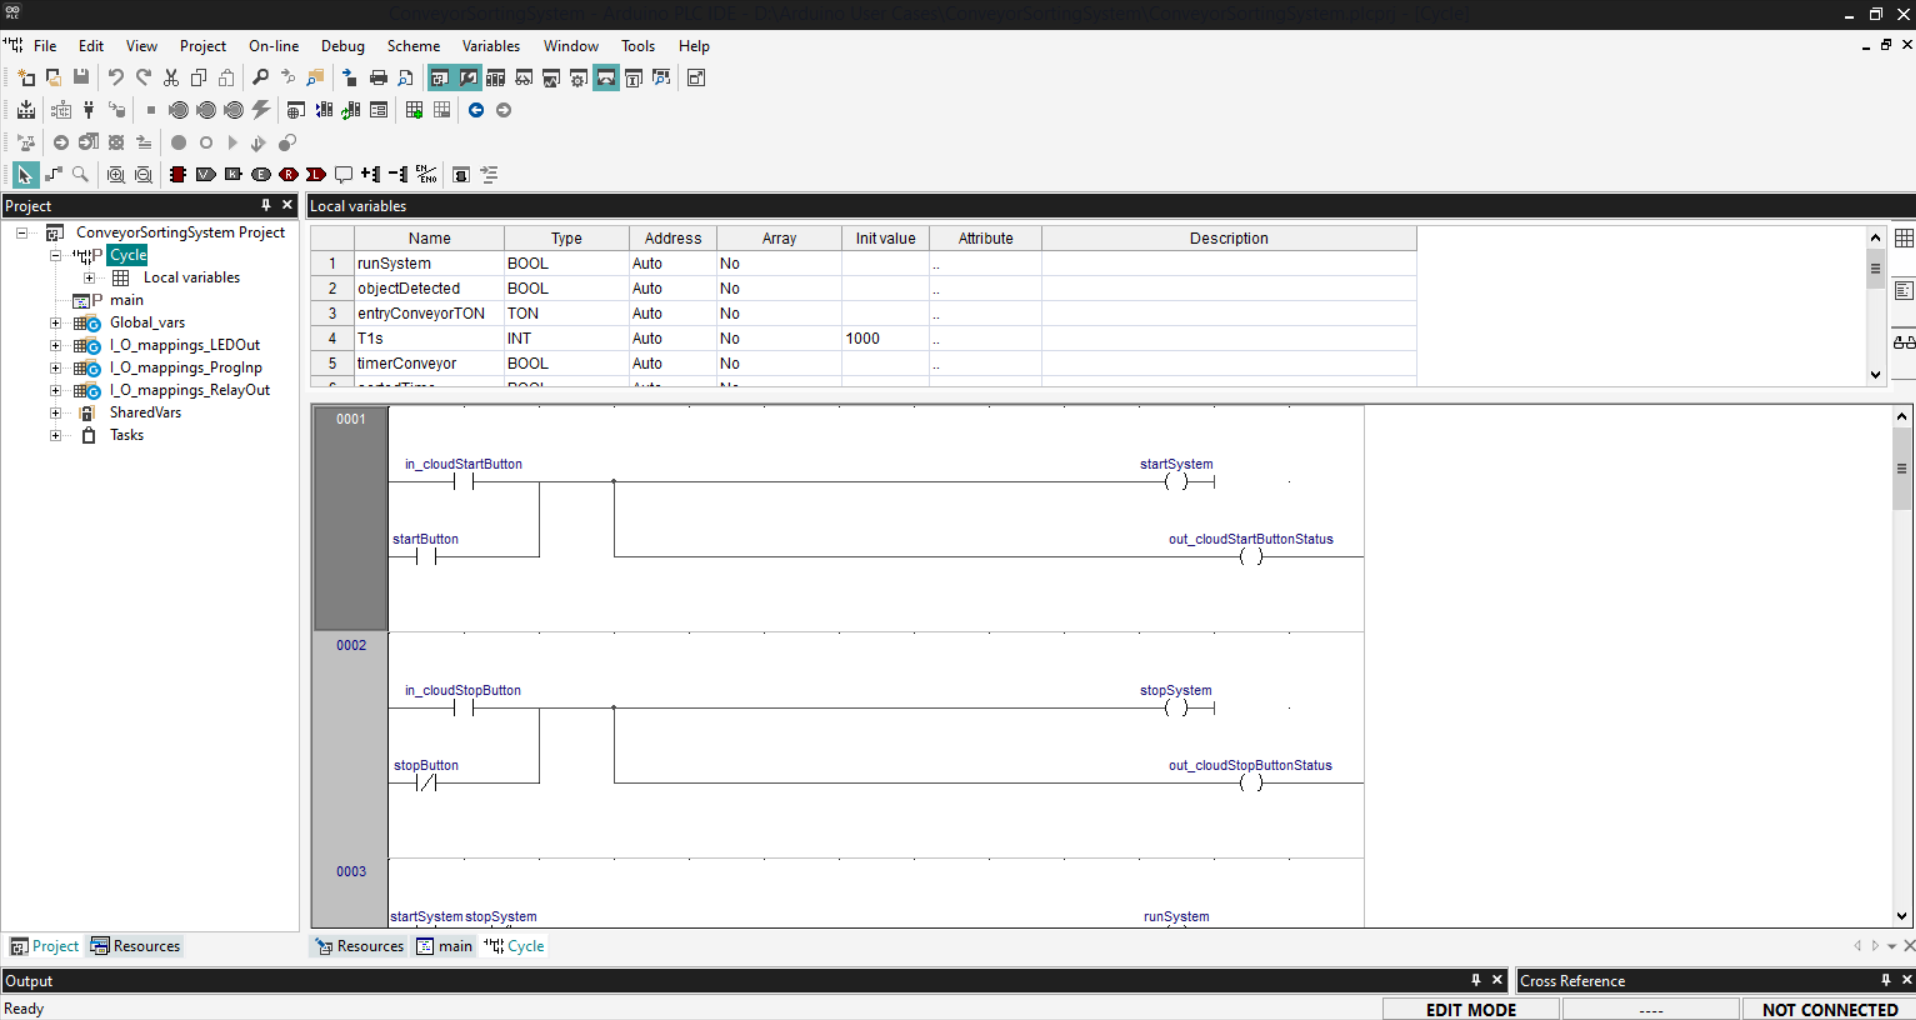 ConveyorSortingSystem - Arduino PLC IDE - D:\Arduino User Cases\ConveyorSortingSystem\ConveyorSortingSystem.plcprj - [Cycle]
File Edit View Project On-line Debug Scheme Variables Window Tools Help
Project
ConveyorSortingSystem Project
Cycle
Local variables
main
Global_vars
I_O_mappings_LEDOut
I_O_mappings_ProgInp
I_O_mappings_RelayOut
SharedVars
Tasks
Project Resources
Local variables
Name Type Address Array Init value Attribute Description
1 runSystem BOOL Auto No ..
2 objectDetected BOOL Auto No ..
3 entryConveyorTON TON Auto No ..
4 T1s INT Auto No 1000 ..
5 timerConveyor BOOL Auto No ..
0001
in_cloudStartButton startSystem
startButton out_cloudStartButtonStatus
0002
in_cloudStopButton stopSystem
stopButton out_cloudStopButtonStatus
0003
startSystem stopSystem runSystem
Resources main Cycle
Output
Cross Reference
Ready
EDIT MODE ---- NOT CONNECTED